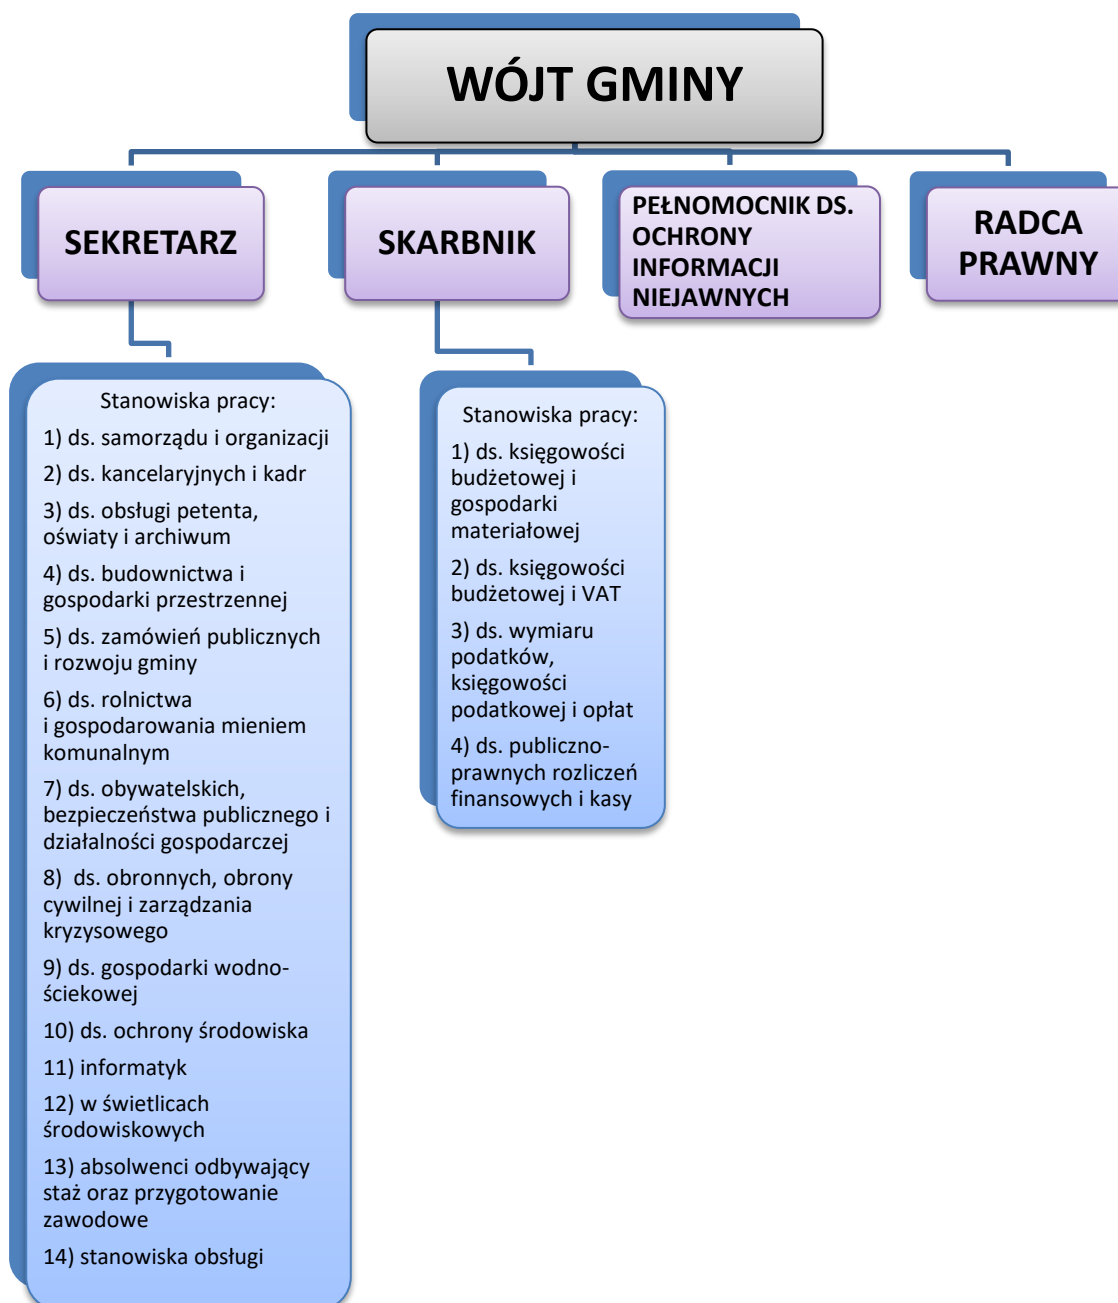 WÓJT GMINY
SEKRETARZ
SKARBNIK
PEŁNOMOCNIK DS.
OCHRONY
INFORMACJI
NIEJAWNYCH
RADCA
PRAWNY
Stanowiska pracy:
1) ds. samorządu i organizacji
2) ds. kancelaryjnych i kadr
3) ds. obsługi petenta,
oświaty i archiwum
4) ds. budownictwa i
gospodarki przestrzennej
5) ds. zamówień publicznych
i rozwoju gminy
6) ds. rolnictwa
i gospodarowania mieniem
komunalnym
7) ds. obywatelskich,
bezpieczeństwa publicznego i
działalności gospodarczej
8)  ds. obronnych, obrony
cywilnej i zarządzania
kryzysowego
9) ds. gospodarki wodno-
ściekowej
10) ds. ochrony środowiska
11) informatyk
12) w świetlicach
środowiskowych
13) absolwenci odbywający
staż oraz przygotowanie
zawodowe
14) stanowiska obsługi
Stanowiska pracy:
1) ds. księgowości
budżetowej i
gospodarki
materiałowej
2) ds. księgowości
budżetowej i VAT
3) ds. wymiaru
podatków,
księgowości
podatkowej i opłat
4) ds. publiczno-
prawnych rozliczeń
finansowych i kasy